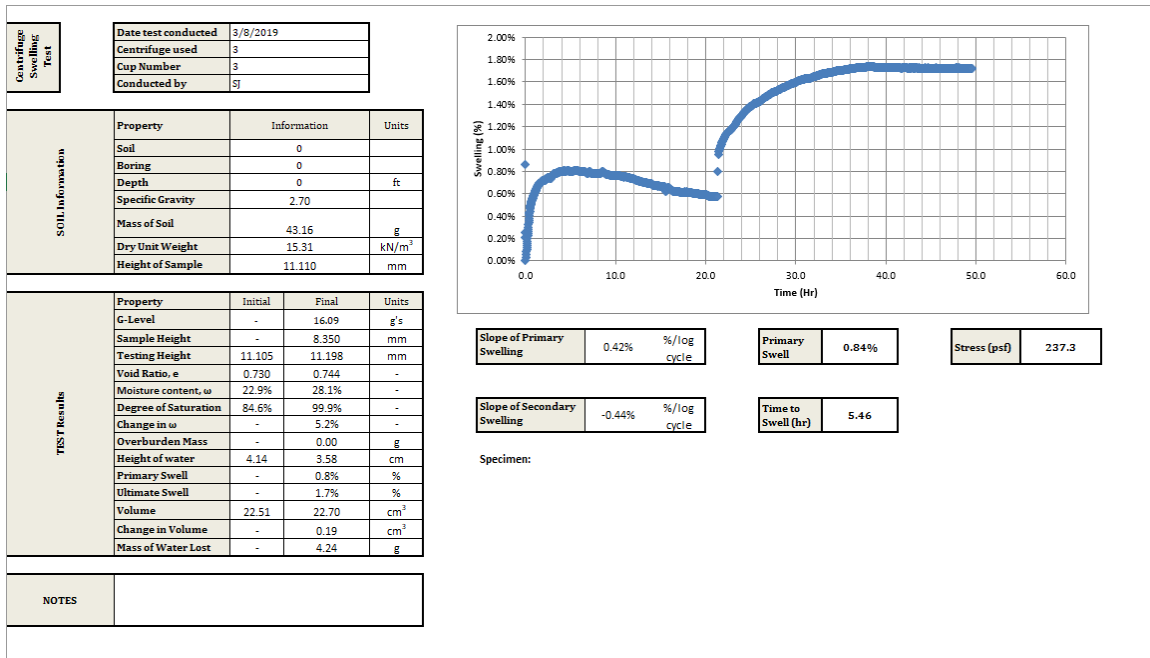 Centrifuge
Swelling
Test
Date test conducted 3/8/2019
Centrifuge used 3
Cup Number 3
Conducted by SJ
SOIL Information
Property Information Units
Soil 0
Boring 0
Depth 0 ft
Specific Gravity 2.70
Mass of Soil 43.16 g
Dry Unit Weight 15.31 kN/m³
Height of Sample 11.110 mm
TEST Results
Property Initial Final Units
G-Level - 16.09 g's
Sample Height - 8.350 mm
Testing Height 11.105 11.198 mm
Void Ratio, e 0.730 0.744 -
Moisture content, ω 22.9% 28.1% -
Degree of Saturation 84.6% 99.9% -
Change in ω - 5.2% -
Overburden Mass - 0.00 g
Height of water 4.14 3.58 cm
Primary Swell - 0.8% %
Ultimate Swell - 1.7% %
Volume 22.51 22.70 cm³
Change in Volume - 0.19 cm³
Mass of Water Lost - 4.24 g
NOTES
Swelling (%)
2.00%
1.80%
1.60%
1.40%
1.20%
1.00%
0.80%
0.60%
0.40%
0.20%
0.00%
0.0 10.0 20.0 30.0 40.0 50.0 60.0
Time (Hr)
Slope of Primary
Swelling
0.42%
%/log
cycle
Primary
Swell
0.84%
Stress (psf) 237.3
Slope of Secondary
Swelling
-0.44%
%/log
cycle
Time to
Swell (hr)
5.46
Specimen: